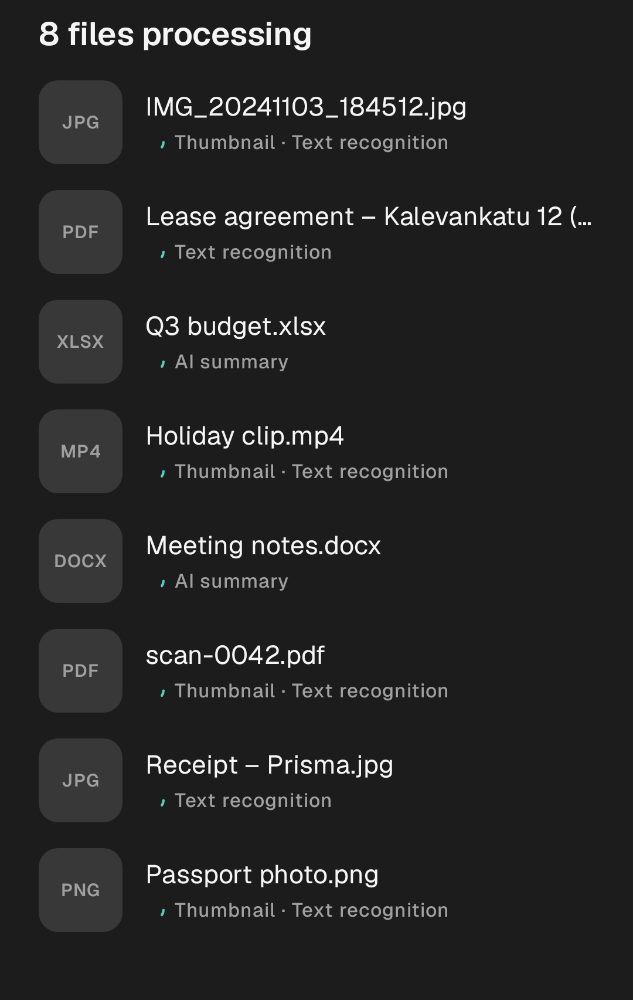 8 files processing
JPG
IMG_20241103_184512.jpg
Thumbnail · Text recognition
PDF
Lease agreement – Kalevankatu 12 (…
Text recognition
XLSX
Q3 budget.xlsx
AI summary
MP4
Holiday clip.mp4
Thumbnail · Text recognition
DOCX
Meeting notes.docx
AI summary
PDF
scan-0042.pdf
Thumbnail · Text recognition
JPG
Receipt – Prisma.jpg
Text recognition
PNG
Passport photo.png
Thumbnail · Text recognition